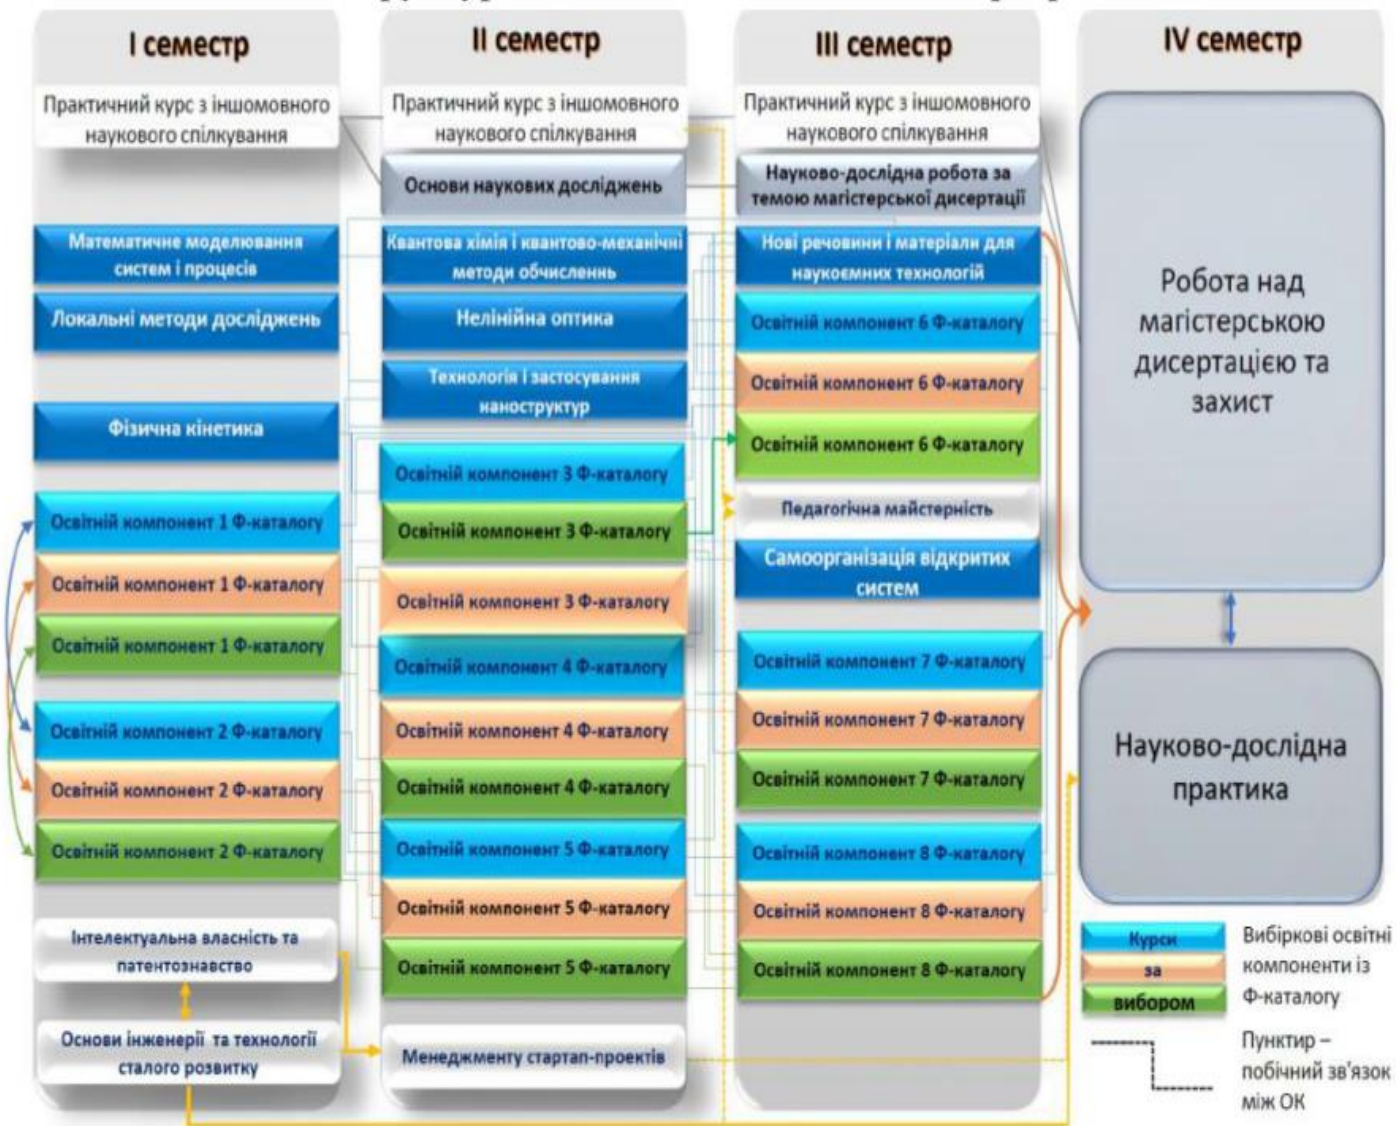 I семестр
Практичний курс з іншомовного
наукового спілкування
Математичне моделювання
систем і процесів
Локальні методи досліджень
Фізична кінетика
Освітній компонент 1 Ф-каталогу
Освітній компонент 1 Ф-каталогу
Освітній компонент 1 Ф-каталогу
Освітній компонент 2 Ф-каталогу
Освітній компонент 2 Ф-каталогу
Освітній компонент 2 Ф-каталогу
Інтелектуальна власність та
патентознавство
Основи інженерії та технології
сталого розвитку
II семестр
Практичний курс з іншомовного
наукового спілкування
Основи наукових досліджень
Квантова хімія і квантово-механічні
методи обчисленнь
Нелінійна оптика
Технологія і застосування
наноструктур
Освітній компонент 3 Ф-каталогу
Освітній компонент 3 Ф-каталогу
Освітній компонент 3 Ф-каталогу
Освітній компонент 4 Ф-каталогу
Освітній компонент 4 Ф-каталогу
Освітній компонент 4 Ф-каталогу
Освітній компонент 5 Ф-каталогу
Освітній компонент 5 Ф-каталогу
Освітній компонент 5 Ф-каталогу
Менеджменту стартап-проектів
III семестр
Практичний курс з іншомовного
наукового спілкування
Науково-дослідна робота за
темою магістерської дисертації
Нові речовини і матеріали для
наукоємних технологій
Освітній компонент 6 Ф-каталогу
Освітній компонент 6 Ф-каталогу
Освітній компонент 6 Ф-каталогу
Педагогічна майстерність
Самоорганізація відкритих
систем
Освітній компонент 7 Ф-каталогу
Освітній компонент 7 Ф-каталогу
Освітній компонент 7 Ф-каталогу
Освітній компонент 8 Ф-каталогу
Освітній компонент 8 Ф-каталогу
Освітній компонент 8 Ф-каталогу
IV семестр
Робота над
магістерською
дисертацією та
захист
Науково-дослідна
практика
Курси
за
вибором
Вибіркові освітні
компоненти із
Ф-каталогу
Пунктир –
побічний зв'язок
між ОК